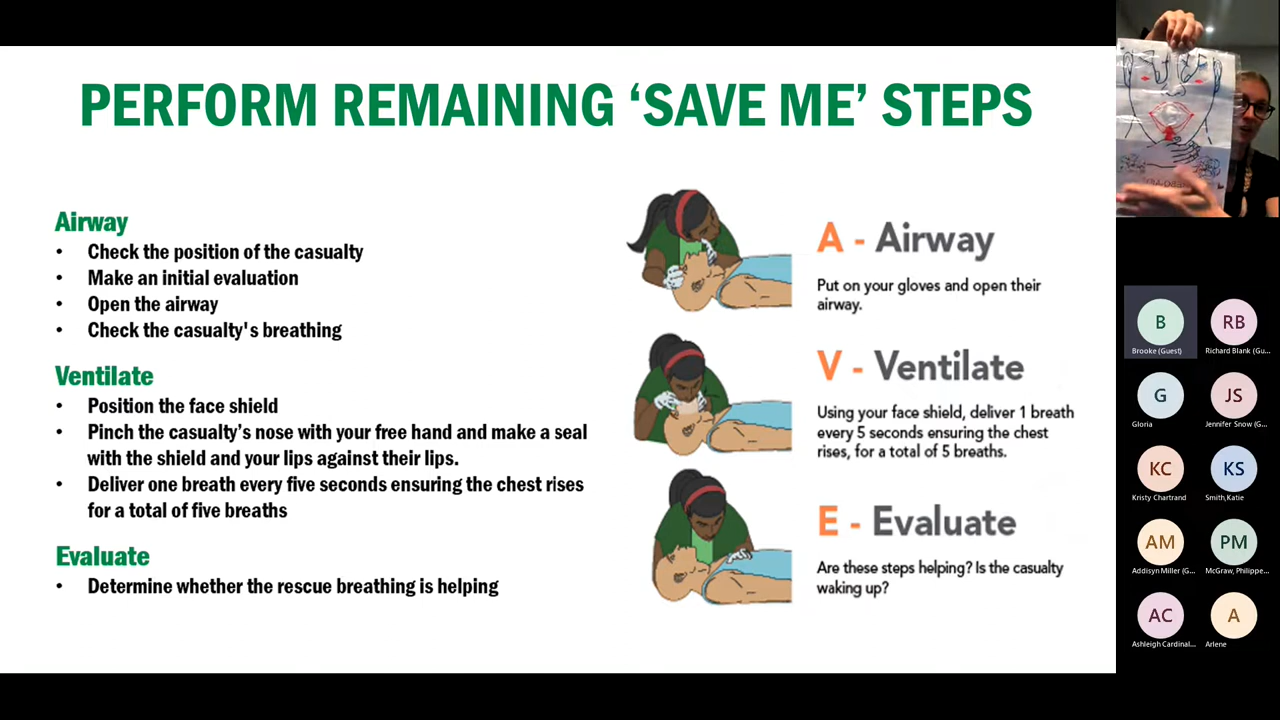 PERFORM REMAINING ‘SAVE ME’ STEPS
Airway
• Check the position of the casualty
• Make an initial evaluation
• Open the airway
• Check the casualty's breathing
Ventilate
• Position the face shield
• Pinch the casualty’s nose with your free hand and make a seal
with the shield and your lips against their lips.
• Deliver one breath every five seconds ensuring the chest rises
for a total of five breaths
Evaluate
• Determine whether the rescue breathing is helping
A - Airway
Put on your gloves and open their
airway.
V - Ventilate
Using your face shield, deliver 1 breath
every 5 seconds ensuring the chest
rises, for a total of 5 breaths.
E - Evaluate
Are these steps helping? Is the casualty
waking up?
B
Brooke (Guest)
RB
Richard Blank (Gu...
G
Gloria
JS
Jennifer Snow (G...
KC
Kristy Chartrand
KS
Smith,Katie
AM
Addisyn Miller (G...
PM
McGraw, Philippe...
AC
Ashleigh Cardinal...
A
Arlene